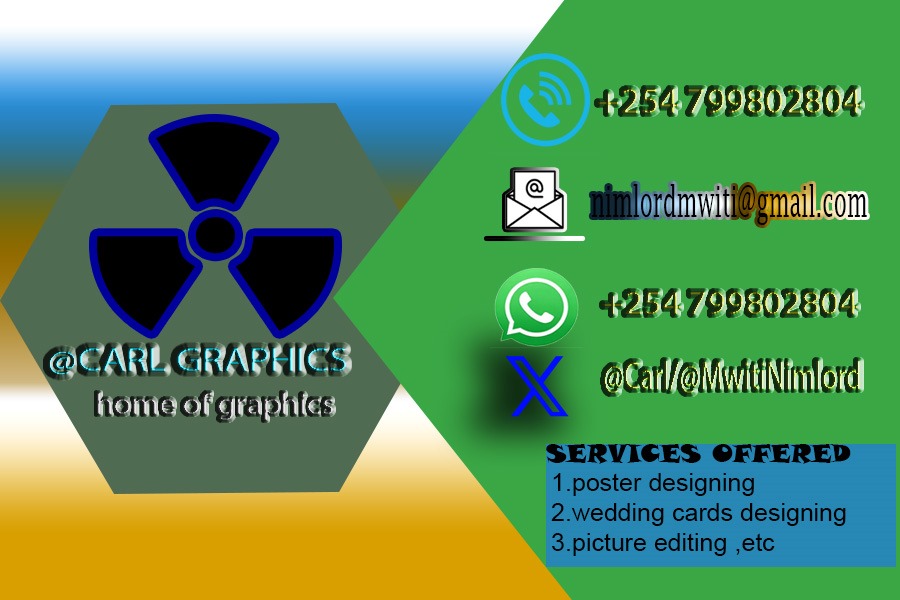 @CARL GRAPHICS
home of graphics
+254 799802804
@
nimlordmwiti@gmail.com
+254 799802804
@Carl/@MwitiNimlord
SERVICES OFFERED
1.poster designing
2.wedding cards designing
3.picture editing ,etc